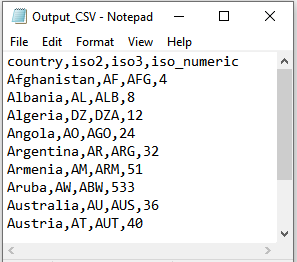 Output_CSV - Notepad
File Edit Format View Help
country,iso2,iso3,iso_numeric
Afghanistan,AF,AFG,4
Albania,AL,ALB,8
Algeria,DZ,DZA,12
Angola,AO,AGO,24
Argentina,AR,ARG,32
Armenia,AM,ARM,51
Aruba,AW,ABW,533
Australia,AU,AUS,36
Austria,AT,AUT,40